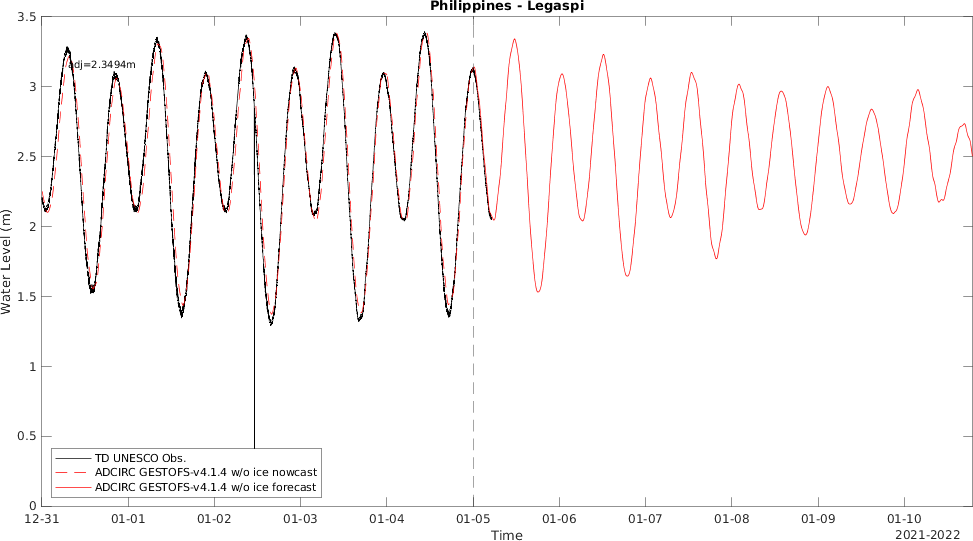 Philippines - Legaspi
3.5
adj=2.3494m
3
2.5
2
1.5
1
0.5
0
Water Level (m)
TD UNESCO Obs.
ADCIRC GESTOFS-v4.1.4 w/o ice nowcast
ADCIRC GESTOFS-v4.1.4 w/o ice forecast
12-31 01-01 01-02 01-03 01-04 01-05 01-06 01-07 01-08 01-09 01-10
Time
2021-2022